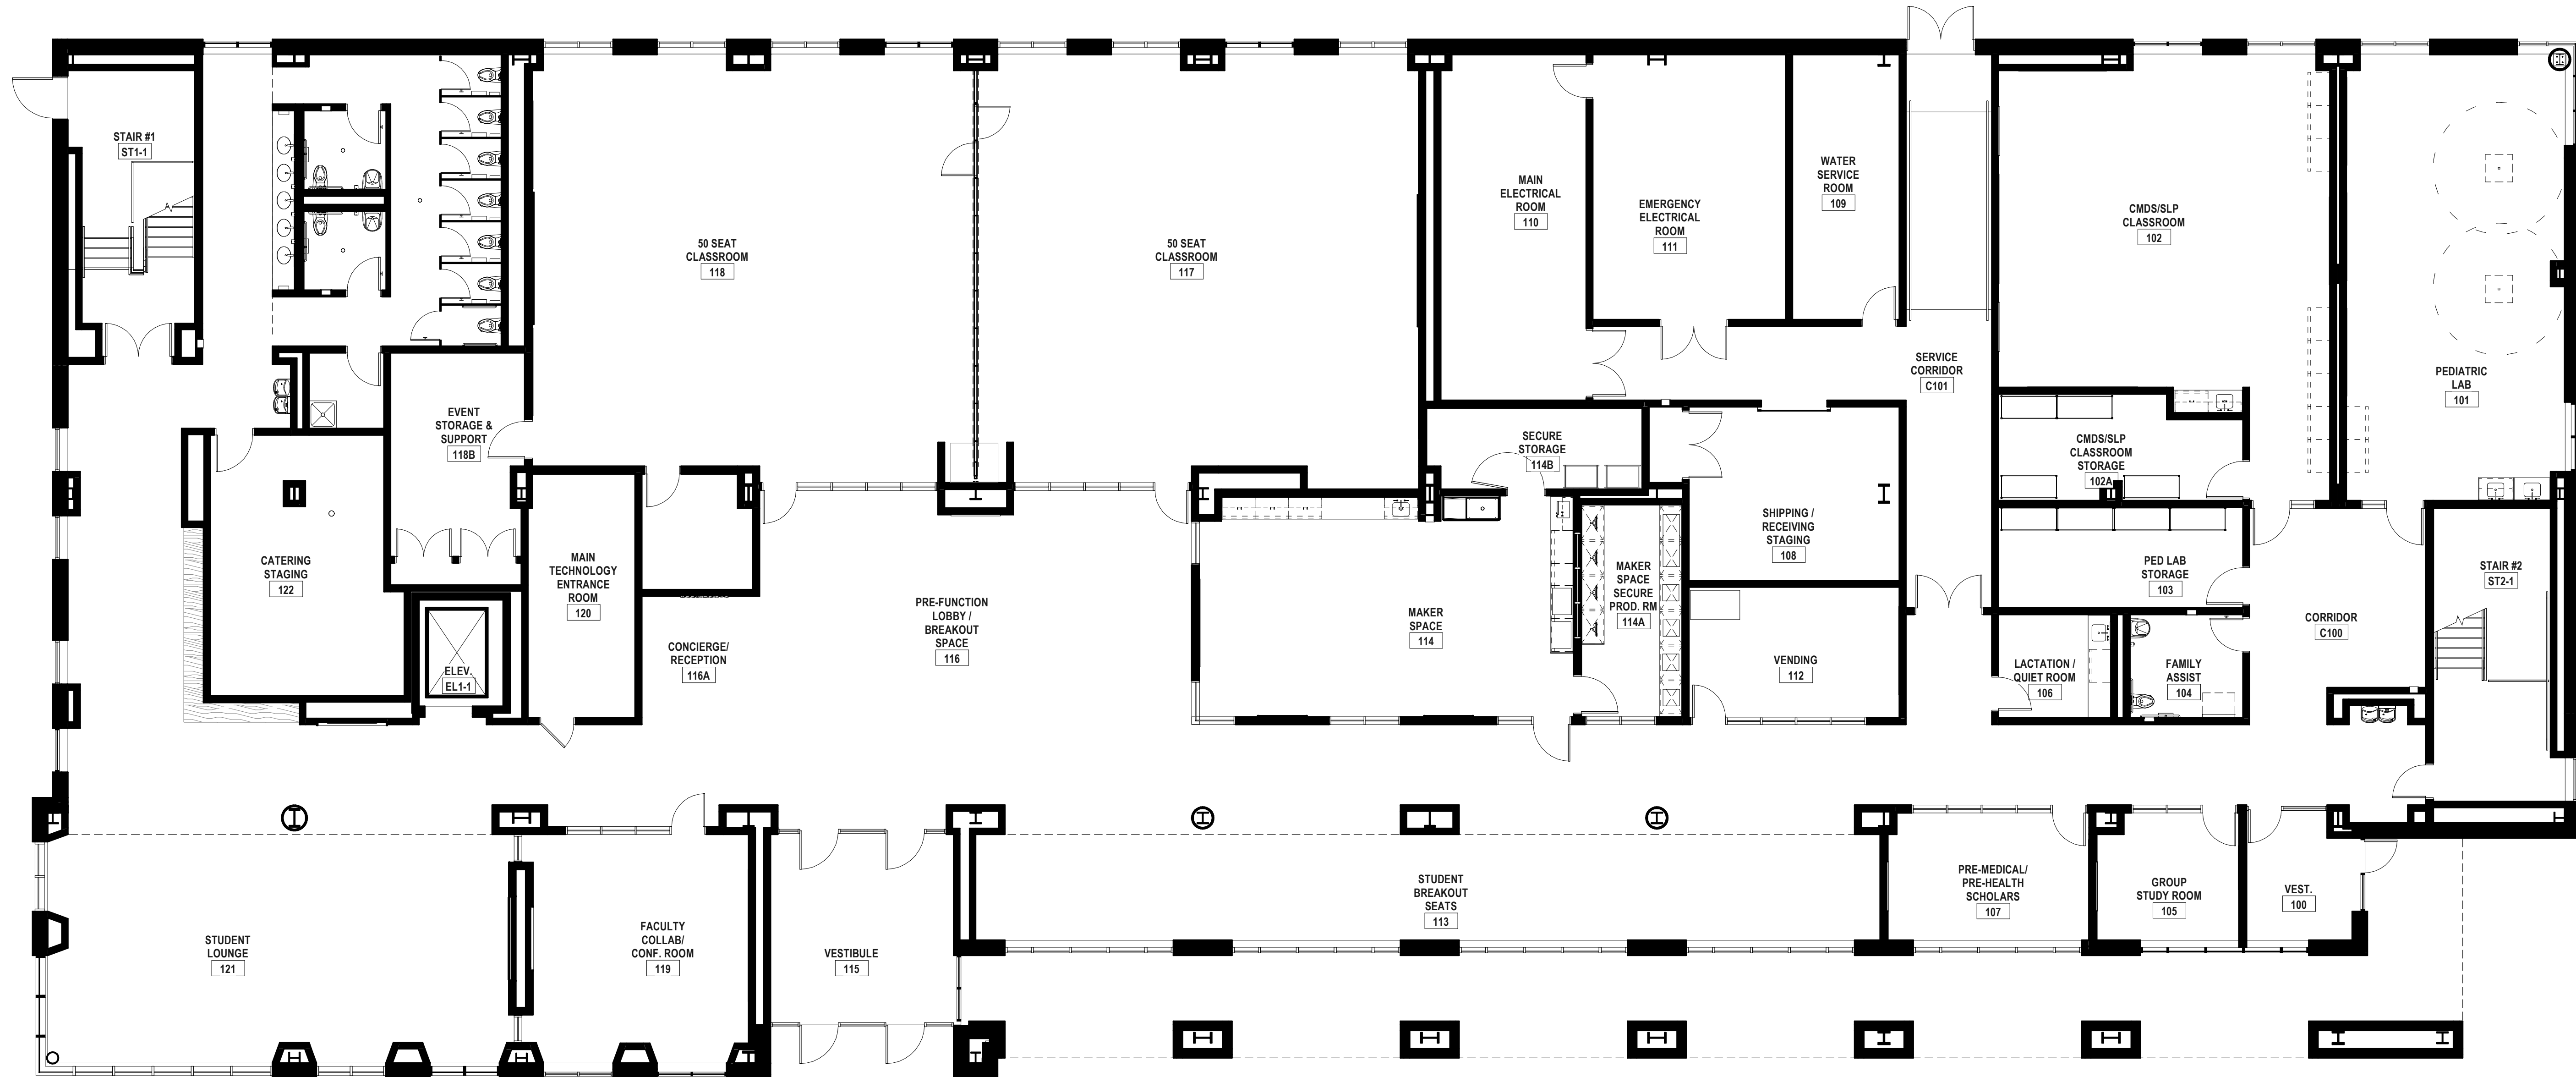 STAIR #1
ST1-1
50 SEAT
CLASSROOM
118
50 SEAT
CLASSROOM
117
MAIN
ELECTRICAL
ROOM
110
EMERGENCY
ELECTRICAL
ROOM
111
WATER
SERVICE
ROOM
109
CMDS/SLP
CLASSROOM
102
SERVICE
CORRIDOR
C101
PEDIATRIC
LAB
101
EVENT
STORAGE &
SUPPORT
118B
SECURE
STORAGE
114B
CMDS/SLP
CLASSROOM
STORAGE
102A
CATERING
STAGING
122
MAIN
TECHNOLOGY
ENTRANCE
ROOM
120
SHIPPING /
RECEIVING
STAGING
108
MAKER
SPACE
SECURE
PROD. RM
114A
PED LAB
STORAGE
103
STAIR #2
ST2-1
PRE-FUNCTION
LOBBY /
BREAKOUT
SPACE
116
MAKER
SPACE
114
CORRIDOR
C100
CONCIERGE/
RECEPTION
116A
ELEV.
EL1-1
VENDING
112
LACTATION /
QUIET ROOM
106
FAMILY
ASSIST
104
STUDENT
LOUNGE
121
FACULTY
COLLAB/
CONF. ROOM
119
VESTIBULE
115
STUDENT
BREAKOUT
SEATS
113
PRE-MEDICAL/
PRE-HEALTH
SCHOLARS
107
GROUP
STUDY ROOM
105
VEST.
100